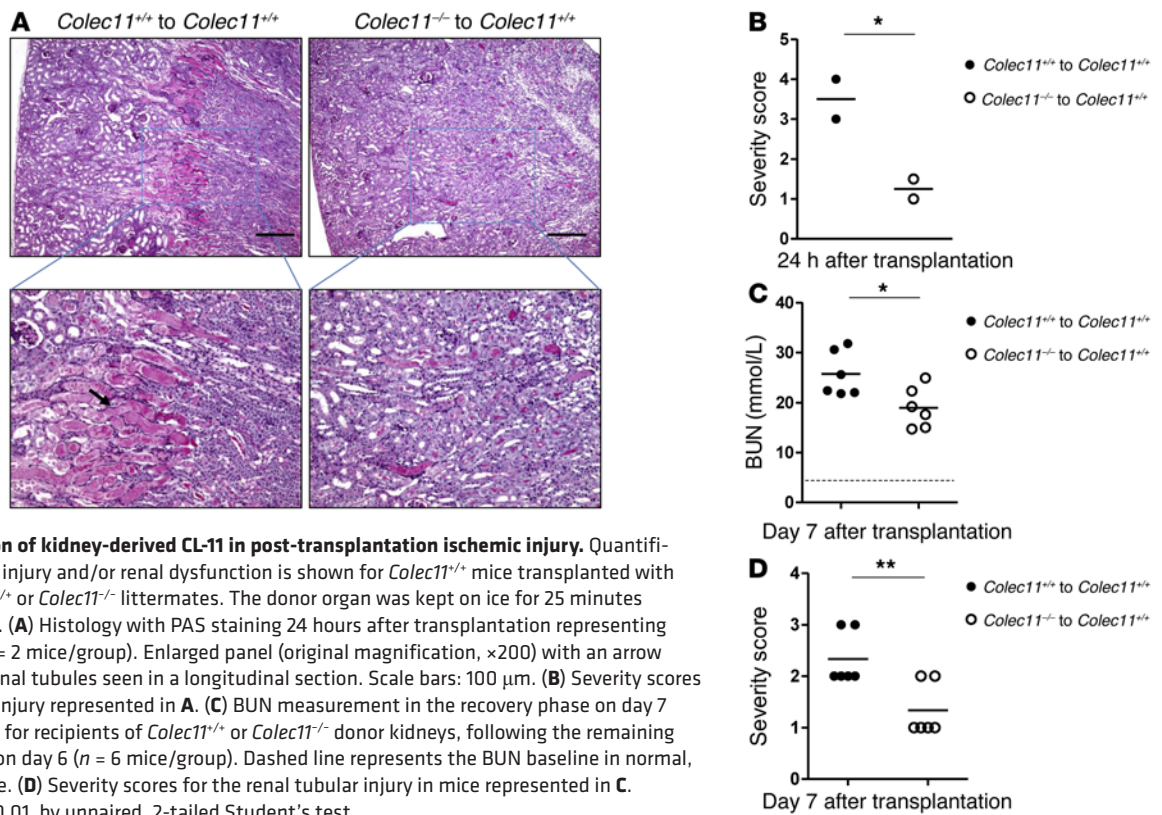 A
Colec11+/+ to Colec11+/+
Colec11–/– to Colec11+/+
B
*
5
4
3
2
1
0
Severity score
24 h after transplantation
Colec11+/+ to Colec11+/+
Colec11–/– to Colec11+/+
C
*
40
30
20
10
0
BUN (mmol/L)
Day 7 after transplantation
Colec11+/+ to Colec11+/+
Colec11–/– to Colec11+/+
D
**
4
3
2
1
0
Severity score
Day 7 after transplantation
Colec11+/+ to Colec11+/+
Colec11–/– to Colec11+/+
on of kidney-derived CL-11 in post-transplantation ischemic injury. Quantifi-
injury and/or renal dysfunction is shown for Colec11+/+ mice transplanted with
/+ or Colec11–/– littermates. The donor organ was kept on ice for 25 minutes
. (A) Histology with PAS staining 24 hours after transplantation representing
= 2 mice/group). Enlarged panel (original magnification, ×200) with an arrow
nal tubules seen in a longitudinal section. Scale bars: 100 μm. (B) Severity scores
injury represented in A. (C) BUN measurement in the recovery phase on day 7
for recipients of Colec11+/+ or Colec11–/– donor kidneys, following the remaining
on day 6 (n = 6 mice/group). Dashed line represents the BUN baseline in normal,
e. (D) Severity scores for the renal tubular injury in mice represented in C.
0.01, by unpaired, 2-tailed Student's test